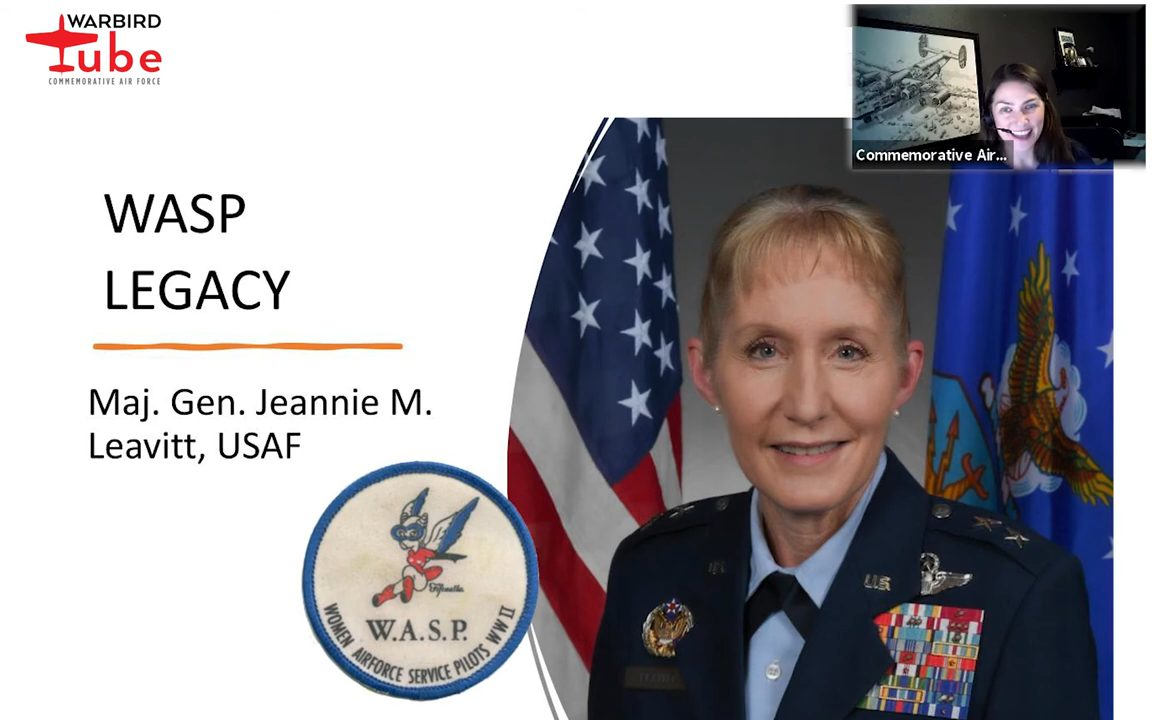 WARBIRD
Tube
COMMEMORATIVE AIR FORCE
Commemorative Air...
WASP
LEGACY
Maj. Gen. Jeannie M.
Leavitt, USAF
Fifinella
W.A.S.P.
WOMEN AIRFORCE SERVICE PILOTS WW II
U.S